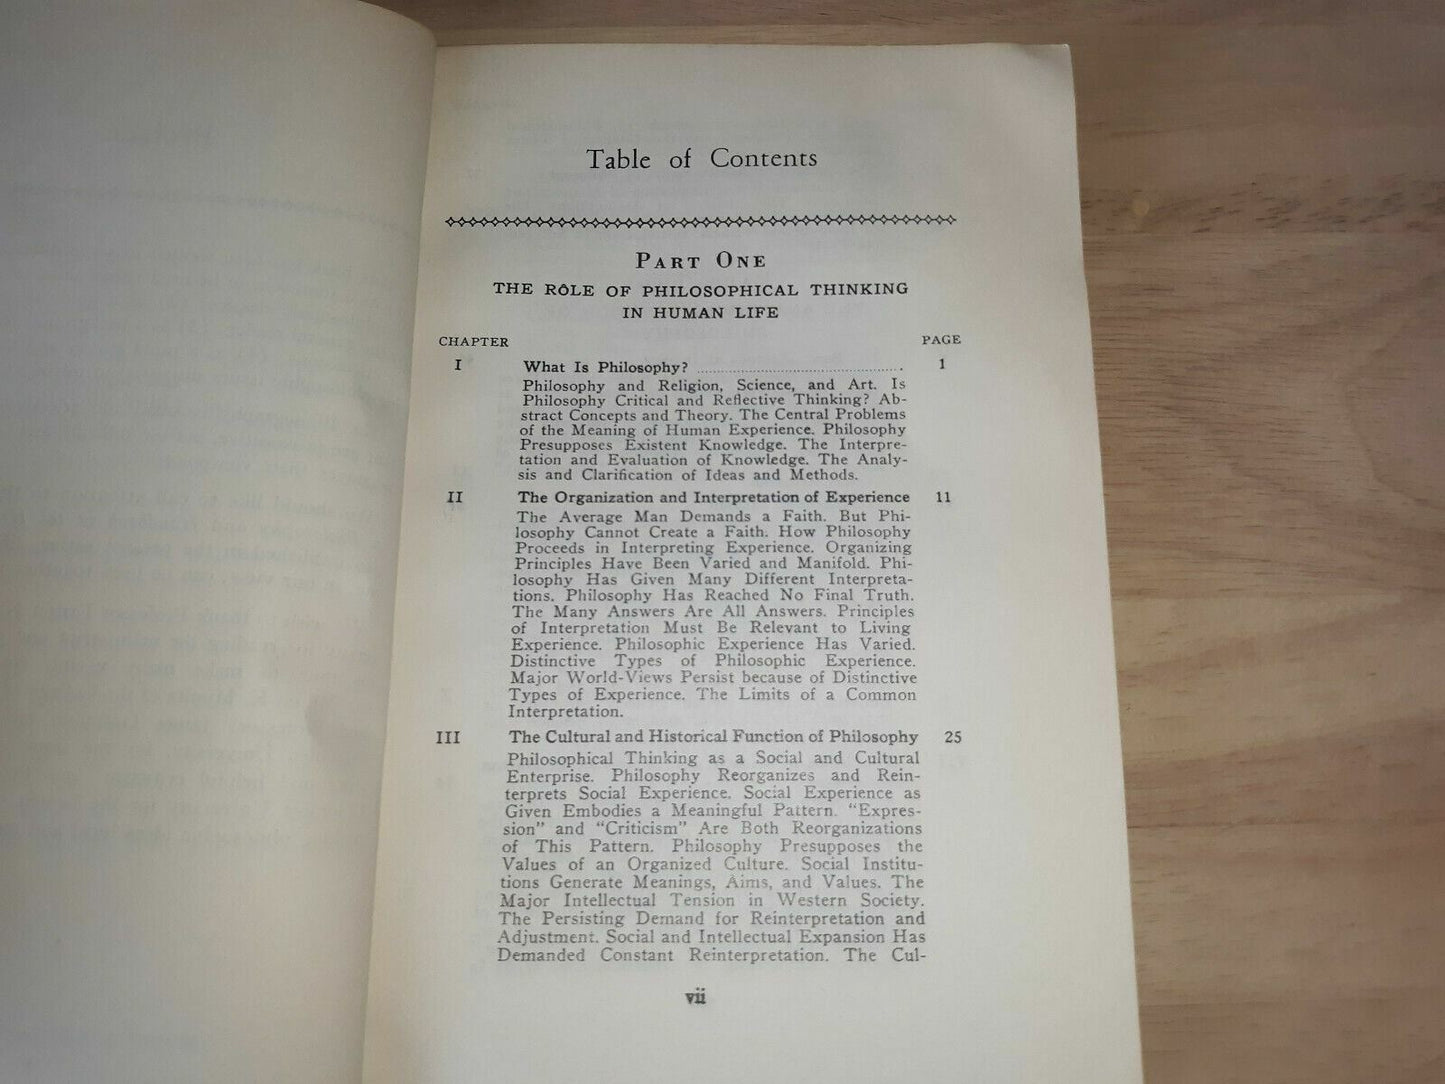 Table of Contents
PART ONE
THE RÔLE OF PHILOSOPHICAL THINKING
IN HUMAN LIFE
CHAPTER PAGE
I What Is Philosophy? 1
Philosophy and Religion, Science, and Art. Is
Philosophy Critical and Reflective Thinking? Ab-
stract Concepts and Theory. The Central Problems
of the Meaning of Human Experience. Philosophy
Presupposes Existent Knowledge. The Interpre-
tation and Evaluation of Knowledge. The Analy-
sis and Clarification of Ideas and Methods.
II The Organization and Interpretation of Experience 11
The Average Man Demands a Faith. But Phi-
losophy Cannot Create a Faith. How Philosophy
Proceeds in Interpreting Experience. Organizing
Principles Have Been Varied and Manifold. Phi-
losophy Has Given Many Different Interpreta-
tions. Philosophy Has Reached No Final Truth.
The Many Answers Are All Answers. Principles
of Interpretation Must Be Relevant to Living
Experience. Philosophic Experience Has Varied.
Distinctive Types of Philosophic Experience.
Major World-Views Persist because of Distinctive
Types of Experience. The Limits of a Common
Interpretation.
III The Cultural and Historical Function of Philosophy 25
Philosophical Thinking as a Social and Cultural
Enterprise. Philosophy Reorganizes and Rein-
terprets Social Experience. Social Experience as
Given Embodies a Meaningful Pattern. "Expres-
sion" and "Criticism" Are Both Reorganizations
of This Pattern. Philosophy Presupposes the
Values of an Organized Culture. Social Institu-
tions Generate Meanings, Aims, and Values. The
Major Intellectual Tension in Western Society.
The Persisting Demand for Reinterpretation and
Adjustment. Social and Intellectual Expansion Has
Demanded Constant Reinterpretation. The Cul-
vii